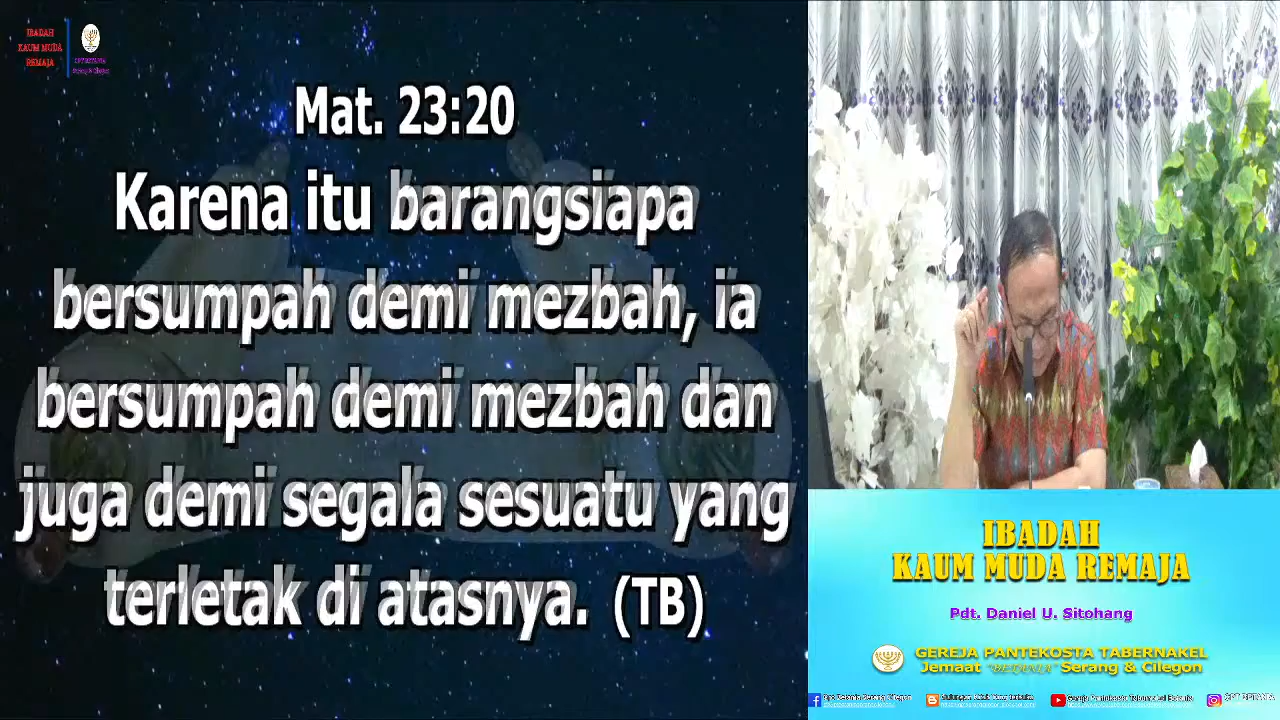 IBADAH
KAUM MUDA
REMAJA
Mat. 23:20
Karena itu barangsiapa
bersumpah demi mezbah, ia
bersumpah demi mezbah dan
juga demi segala sesuatu yang
terletak di atasnya. (TB)
IBADAH
KAUM MUDA REMAJA
Pdt. Daniel U. Sitohang
GEREJA PANTEKOSTA TABERNAKEL
Jemaat "BETANIA" Serang & Cilegon